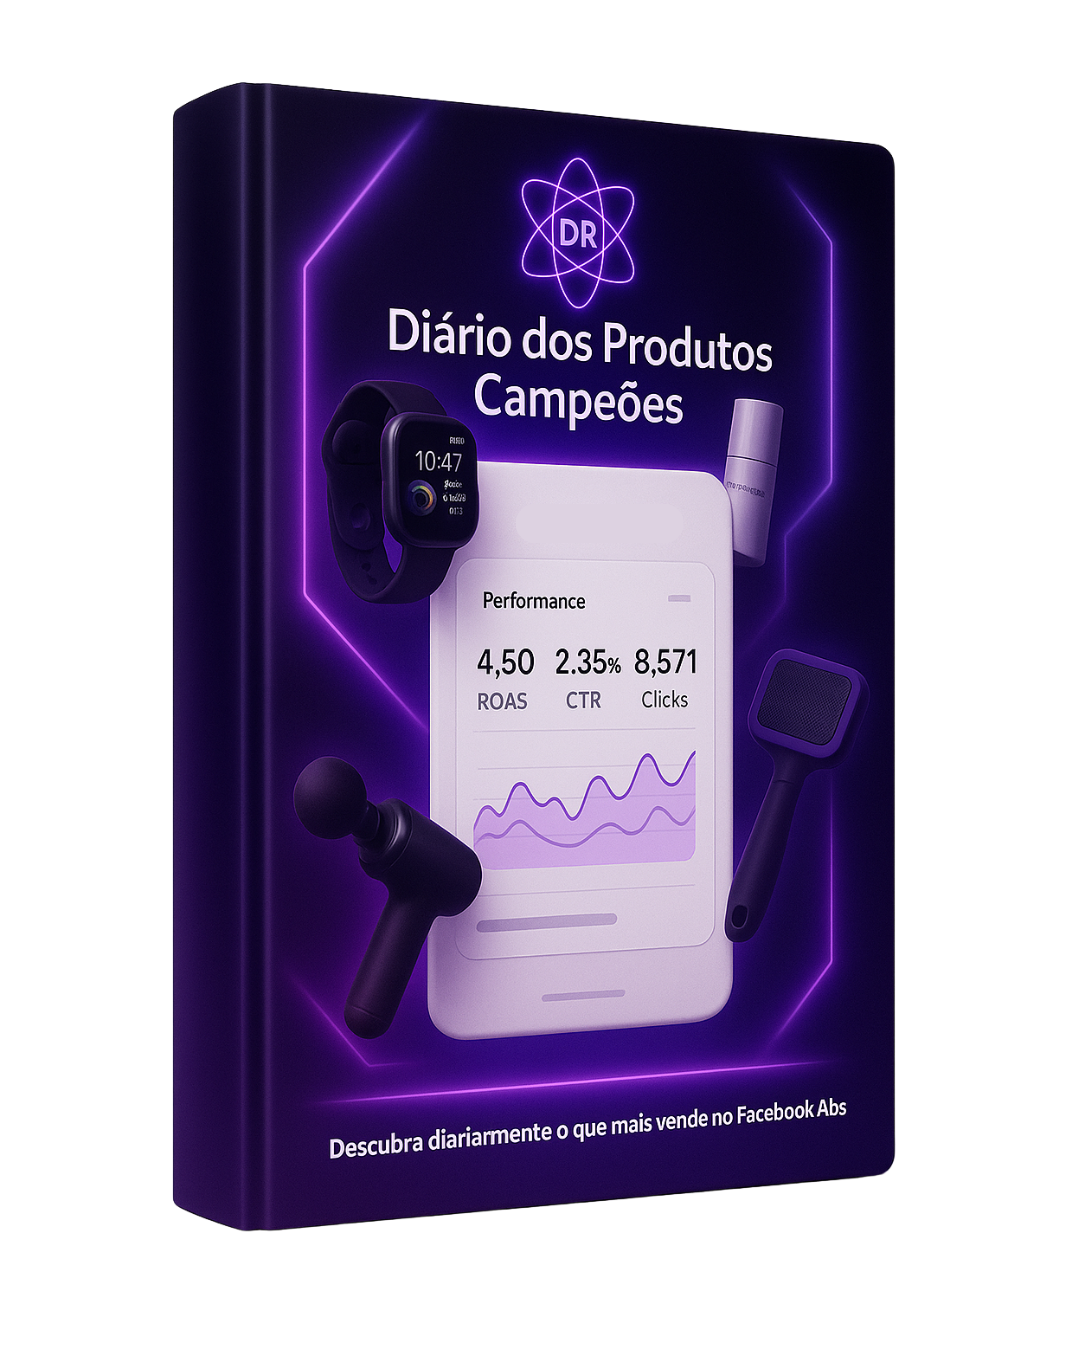 DR
Diário dos Produtos
Campeões
10:47
Performance
4,50 2.35% 8,571
ROAS CTR Clicks
Descubra diariarmente o que mais vende no Facebook Abs